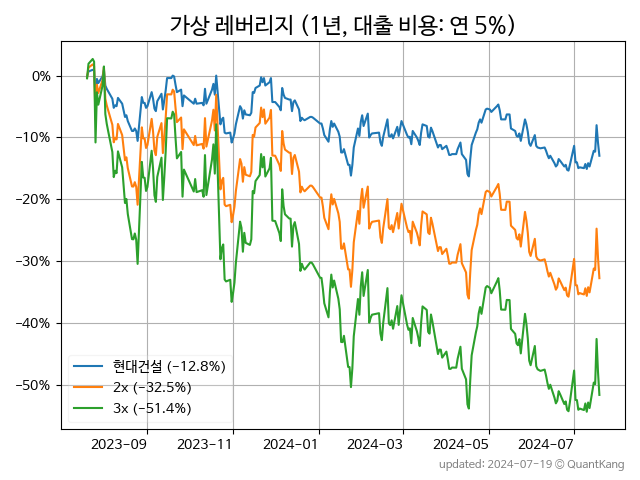 가상 레버리지 (1년, 대출 비용: 연 5%)
0%
−10%
−20%
−30%
−40%
−50%
현대건설 (−12.8%)
2x (−32.5%)
3x (−51.4%)
2023-09
2023-11
2024-01
2024-03
2024-05
2024-07
updated: 2024-07-19 © QuantKang